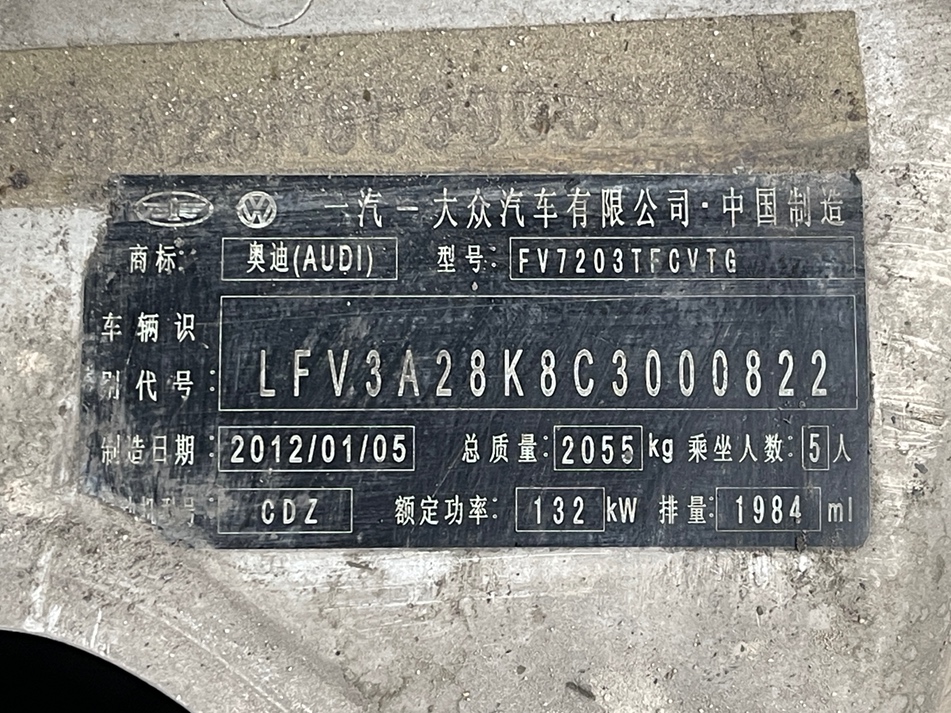 一汽－大众汽车有限公司·中国制造
商标: 奥迪(AUDI) 型号: FV7203TFCVTG
车辆识
别代号: LFV3A28K8C3000822
制造日期: 2012/01/05 总质量: 2055 kg 乘坐人数: 5 人
机型号 CDZ 额定功率: 132 kW 排量: 1984 ml